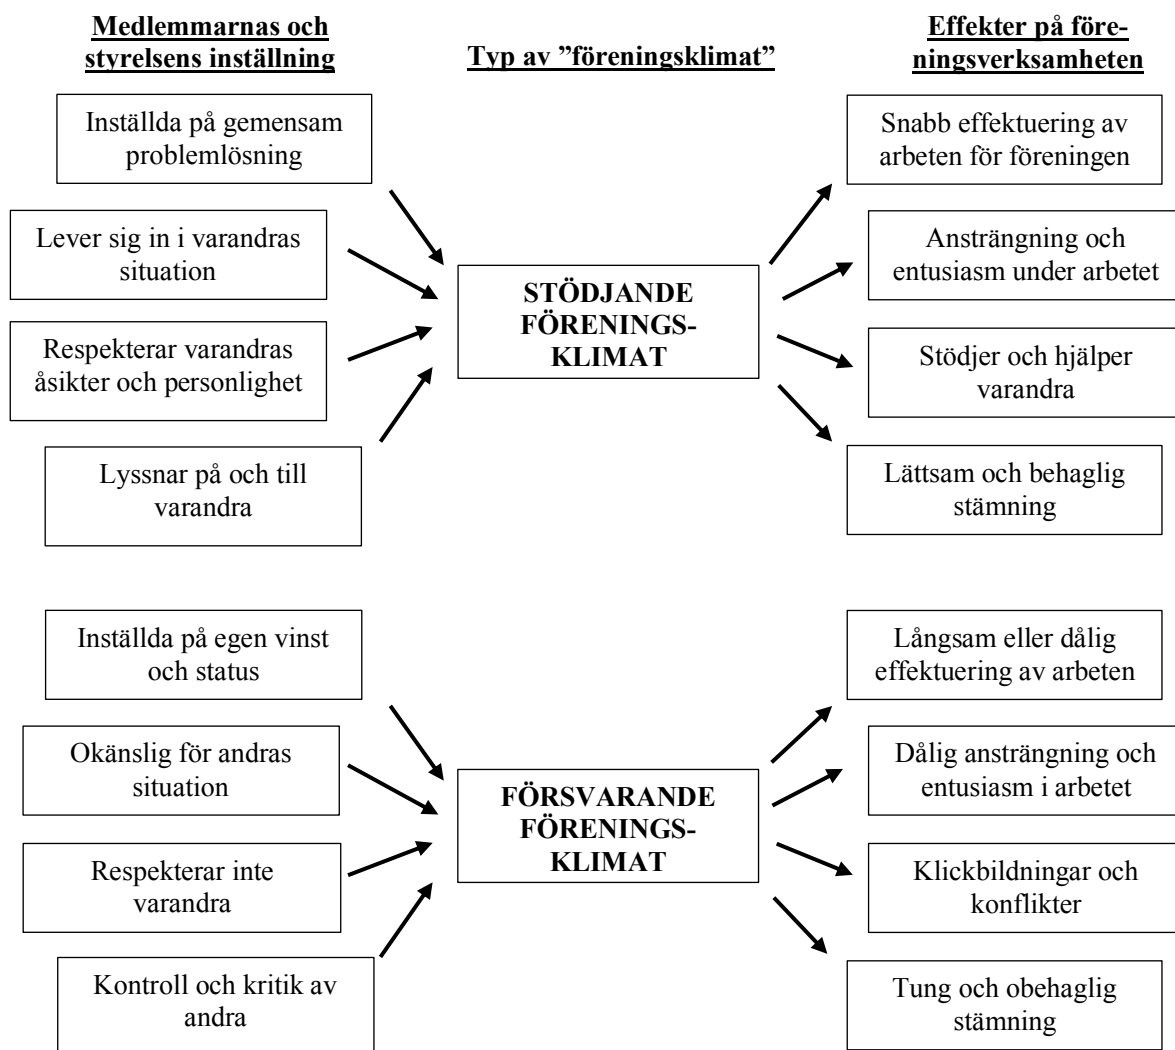 Medlemmarnas och
styrelsens inställning
Typ av ”föreningsklimat”
Effekter på före-
ningsverksamheten
Inställda på gemensam
problemlösning
Lever sig in i varandras
situation
Respekterar varandras
åsikter och personlighet
Lyssnar på och till
varandra
STÖDJANDE
FÖRENINGS-
KLIMAT
Snabb effektuering av
arbeten för föreningen
Ansträngning och
entusiasm under arbetet
Stödjer och hjälper
varandra
Lättsam och behaglig
stämning
Inställda på egen vinst
och status
Okänslig för andras
situation
Respekterar inte
varandra
Kontroll och kritik av
andra
FÖRSVARANDE
FÖRENINGS-
KLIMAT
Långsam eller dålig
effektuering av arbeten
Dålig ansträngning och
entusiasm i arbetet
Klickbildningar och
konflikter
Tung och obehaglig
stämning